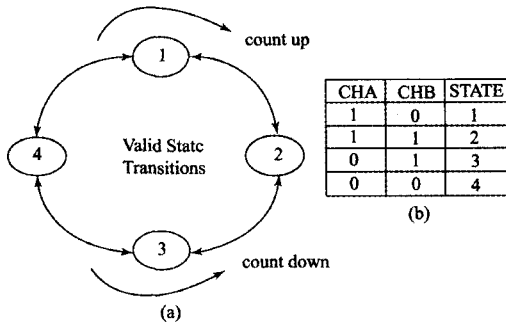 count up
1
4
Valid Statc
Transitions
2
3
count down
(a)
CHA CHB STATE
1 0 1
1 1 2
0 1 3
0 0 4
(b)